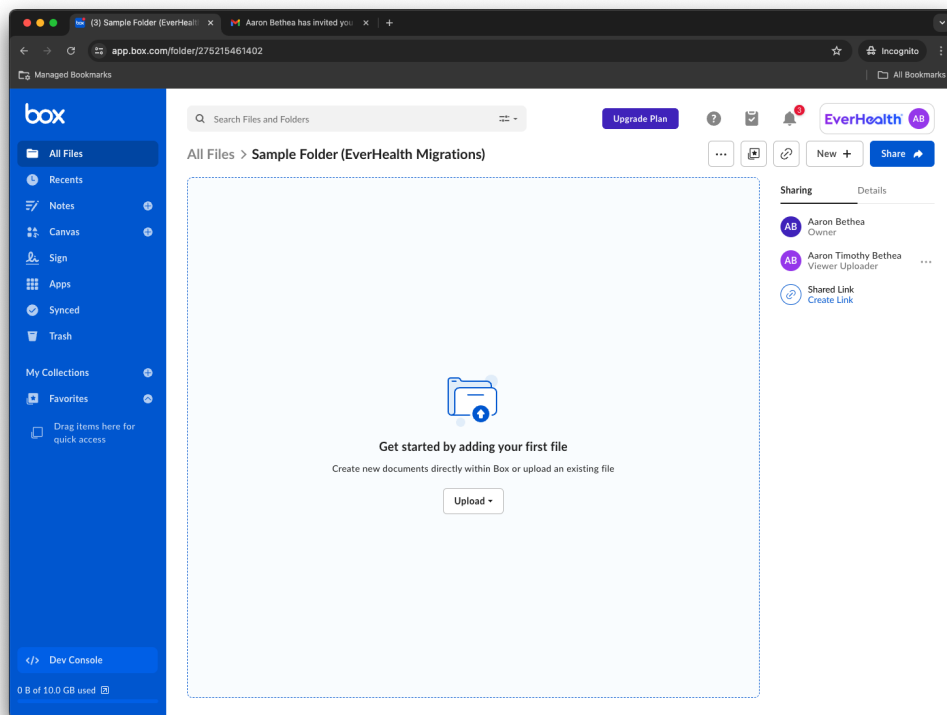 box (3) Sample Folder (EverHealt
Aaron Bethea has invited you
app.box.com/folder/275215461402
Incognito
Managed Bookmarks
All Bookmarks
box
Search Files and Folders
Upgrade Plan
?
3
EverHealth AB
All Files
Recents
Notes
Canvas
Sign
Apps
Synced
Trash
My Collections
Favorites
Drag items here for
quick access
</> Dev Console
0 B of 10.0 GB used
All Files > Sample Folder (EverHealth Migrations)
New +
Share
Get started by adding your first file
Create new documents directly within Box or upload an existing file
Upload
Sharing
Details
AB Aaron Bethea
Owner
AB Aaron Timothy Bethea
Viewer Uploader
Shared Link
Create Link